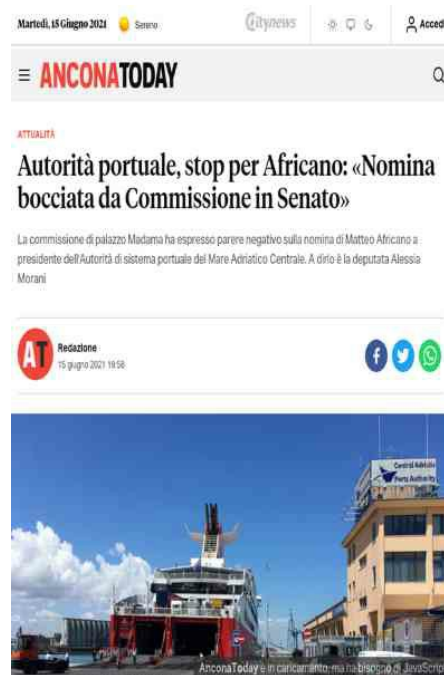 Martedì, 15 Giugno 2021 Sereno
Citynews
Acced
ANCONATODAY
ATTUALITÀ
Autorità portuale, stop per Africano: «Nomina
bocciata da Commissione in Senato»
La commissione di palazzo Madama ha espresso parere negativo sulla nomina di Matteo Africano a
presidente dell'Autorità di sistema portuale del Mare Adriatico Centrale. A dirlo è la deputata Alessia
Morani
AT
Redazione
15 giugno 2021 19:56
Central Adriatic
Ports Authority
AnconaToday è in caricamento, ma ha bisogno di JavaScrip